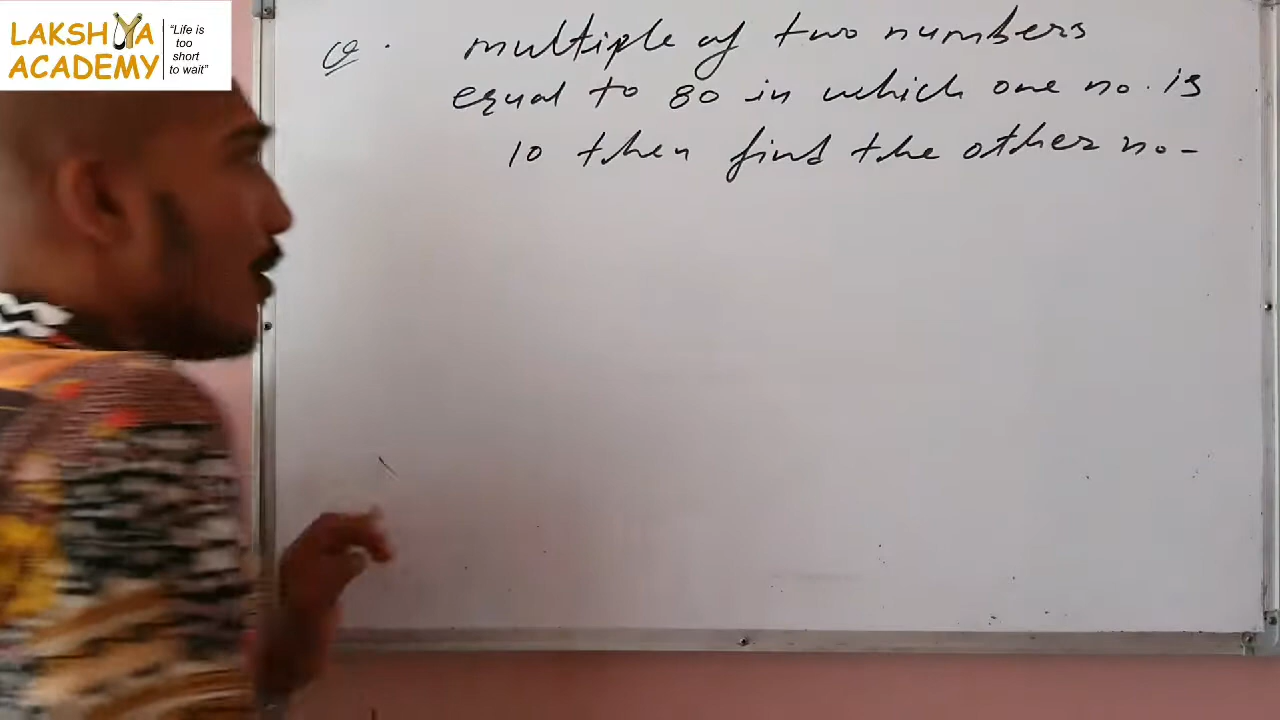 LAKSHYA
ACADEMY
"Life is
too
short
to wait"
Q. multiple of two numbers
equal to 80 in which one no. is
10 then find the other no-